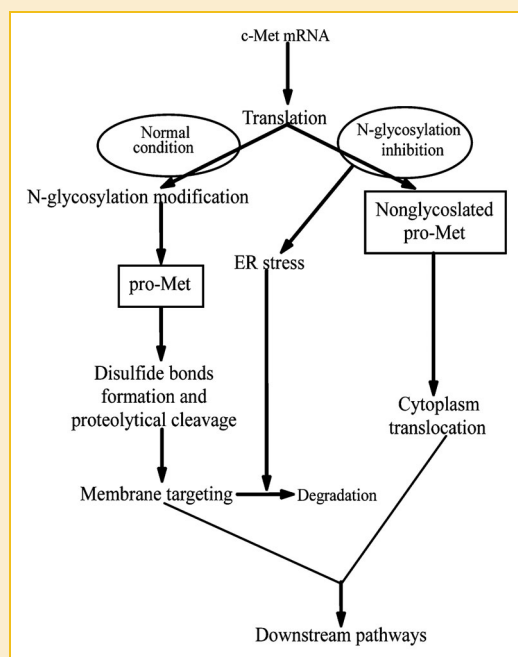 c-Met mRNA
Translation
Normal
condition
N-glycosylation
inhibition
N-glycosylation modification
Nonglycoslated
pro-Met
ER stress
pro-Met
Disulfide bonds
formation and
proteolytical cleavage
Cytoplasm
translocation
Membrane targeting
Degradation
Downstream pathways